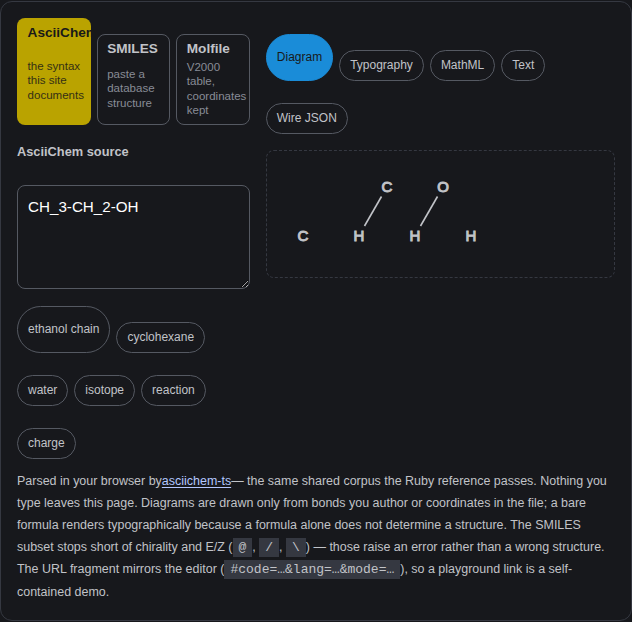 AsciiChem
the syntax
this site
documents
SMILES
paste a
database
structure
Molfile
V2000
table,
coordinates
kept
Diagram
Typography
MathML
Text
Wire JSON
AsciiChem source
CH_3-CH_2-OH
C O
C H H H
ethanol chain
cyclohexane
water
isotope
reaction
charge
Parsed in your browser by asciichem-ts— the same shared corpus the Ruby reference passes. Nothing you
type leaves this page. Diagrams are drawn only from bonds you author or coordinates in the file; a bare
formula renders typographically because a formula alone does not determine a structure. The SMILES
subset stops short of chirality and E/Z ( @ , / , \ ) — those raise an error rather than a wrong structure.
The URL fragment mirrors the editor ( #code=…&lang=…&mode=… ), so a playground link is a self-
contained demo.